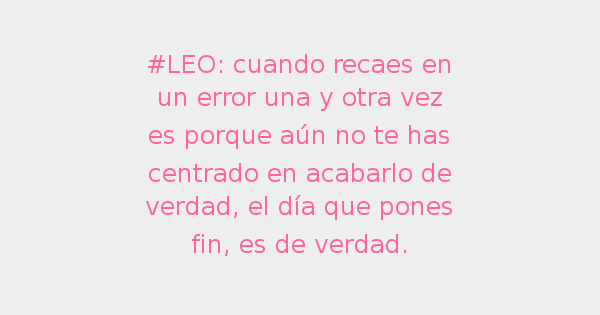 #LEO: cuando recaes en
un error una y otra vez
es porque aún no te has
centrado en acabarlo de
verdad, el día que pones
fin, es de verdad.